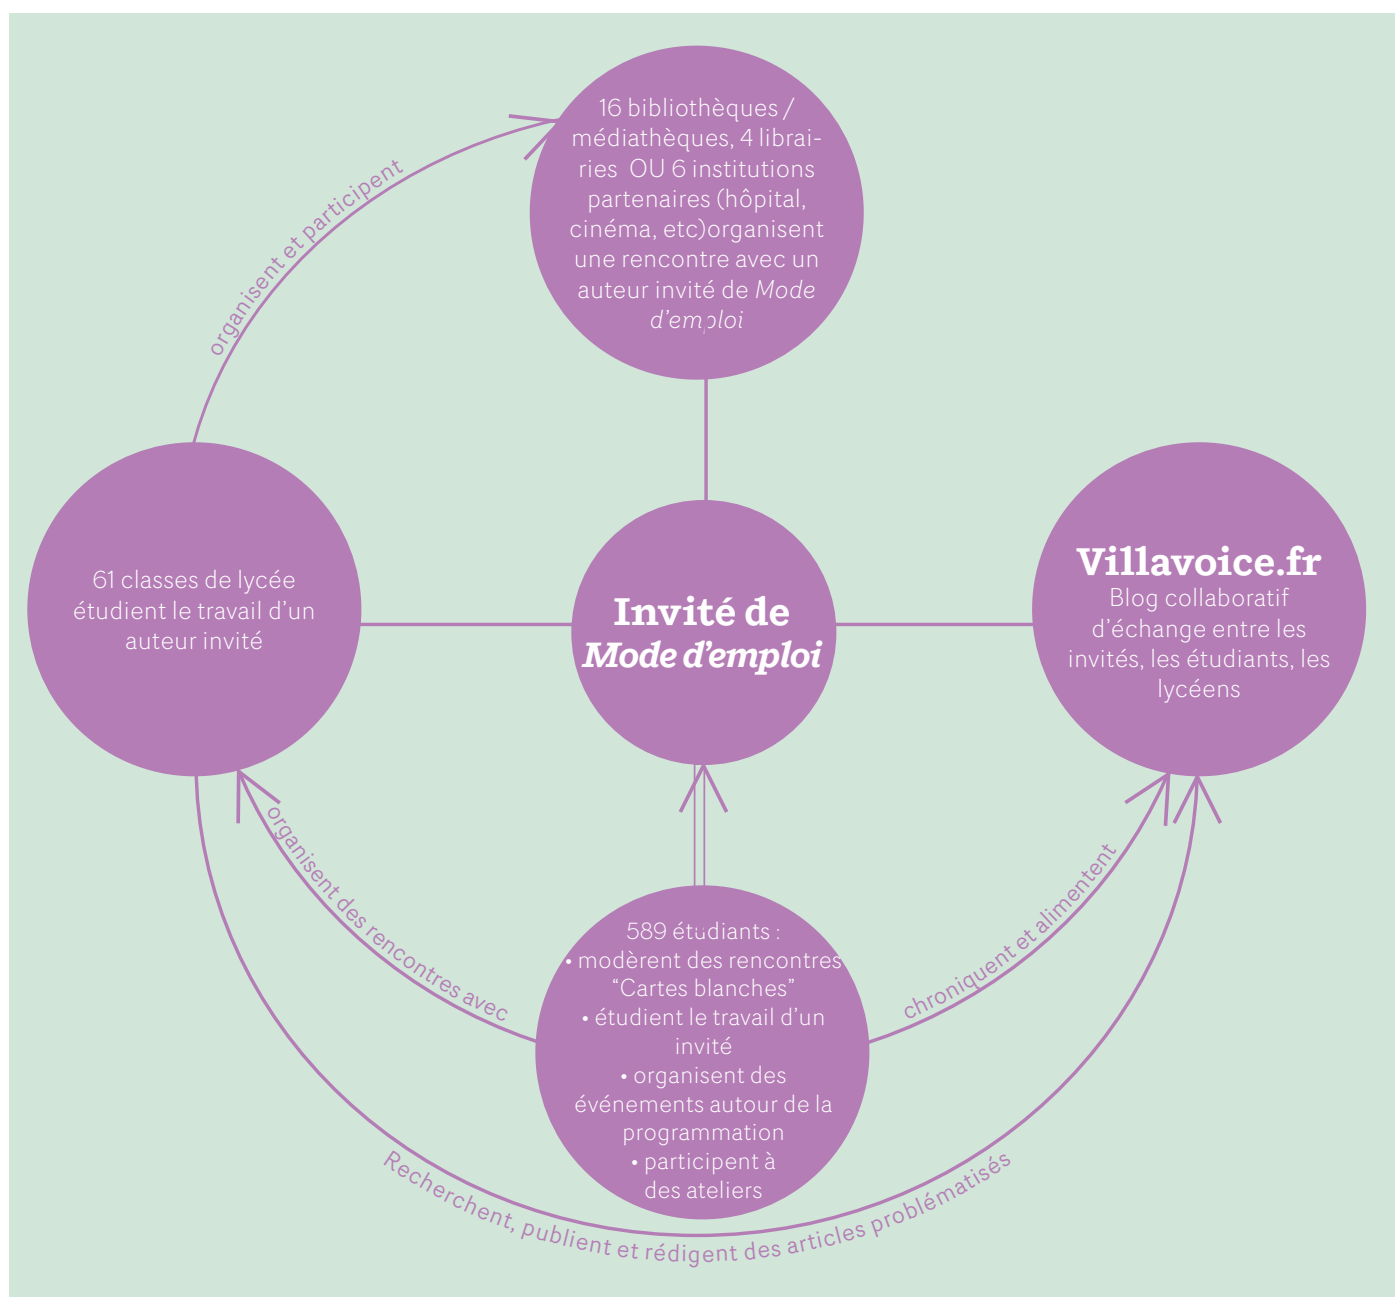 16 bibliothèques /
médiathèques, 4 librai-
ries OU 6 institutions
partenaires (hôpital,
cinéma, etc)organisent
une rencontre avec un
auteur invité de Mode
d'emploi
organisent et participent
61 classes de lycée
étudient le travail d'un
auteur invité
Invité de
Mode d'emploi
Villavoice.fr
Blog collaboratif
d'échange entre les
invités, les étudiants, les
lycéens
organisent des rencontres avec
chroniquent et alimentent
589 étudiants :
• modèrent des rencontres
“Cartes blanches”
• étudient le travail d'un
invité
• organisent des
événements autour de la
programmation
• participent à
des ateliers
Recherchent, publient et rédigent des articles problématisés